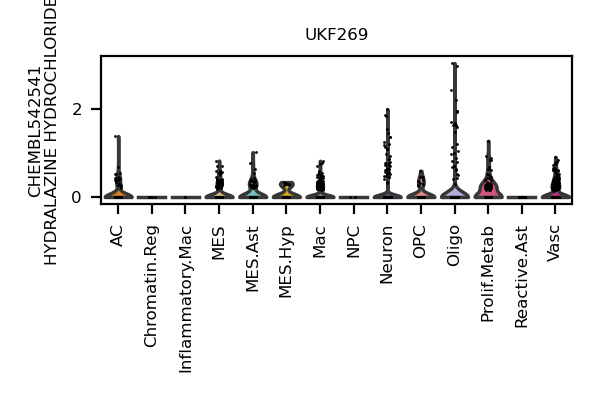 UKF269
CHEMBL542541
HYDRALAZINE HYDROCHLORIDE
2
0
AC
Chromatin.Reg
Inflammatory.Mac
MES
MES.Ast
MES.Hyp
Mac
NPC
Neuron
OPC
Oligo
Prolif.Metab
Reactive.Ast
Vasc